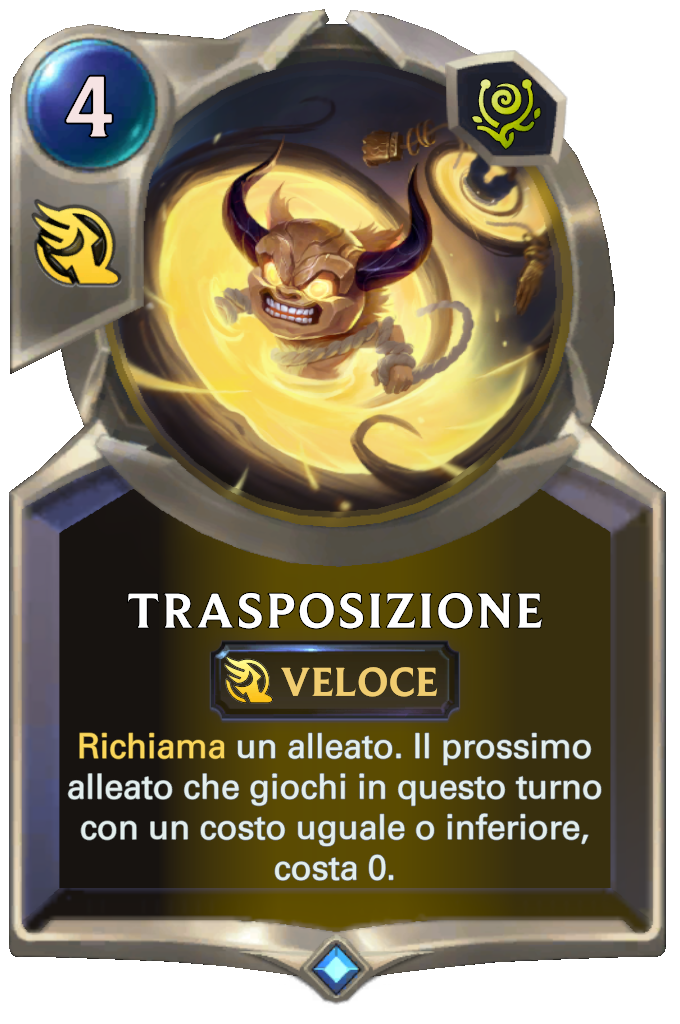 4
TRASPOSIZIONE
VELOCE
Richiama un alleato. Il prossimo
alleato che giochi in questo turno
con un costo uguale o inferiore,
costa 0.